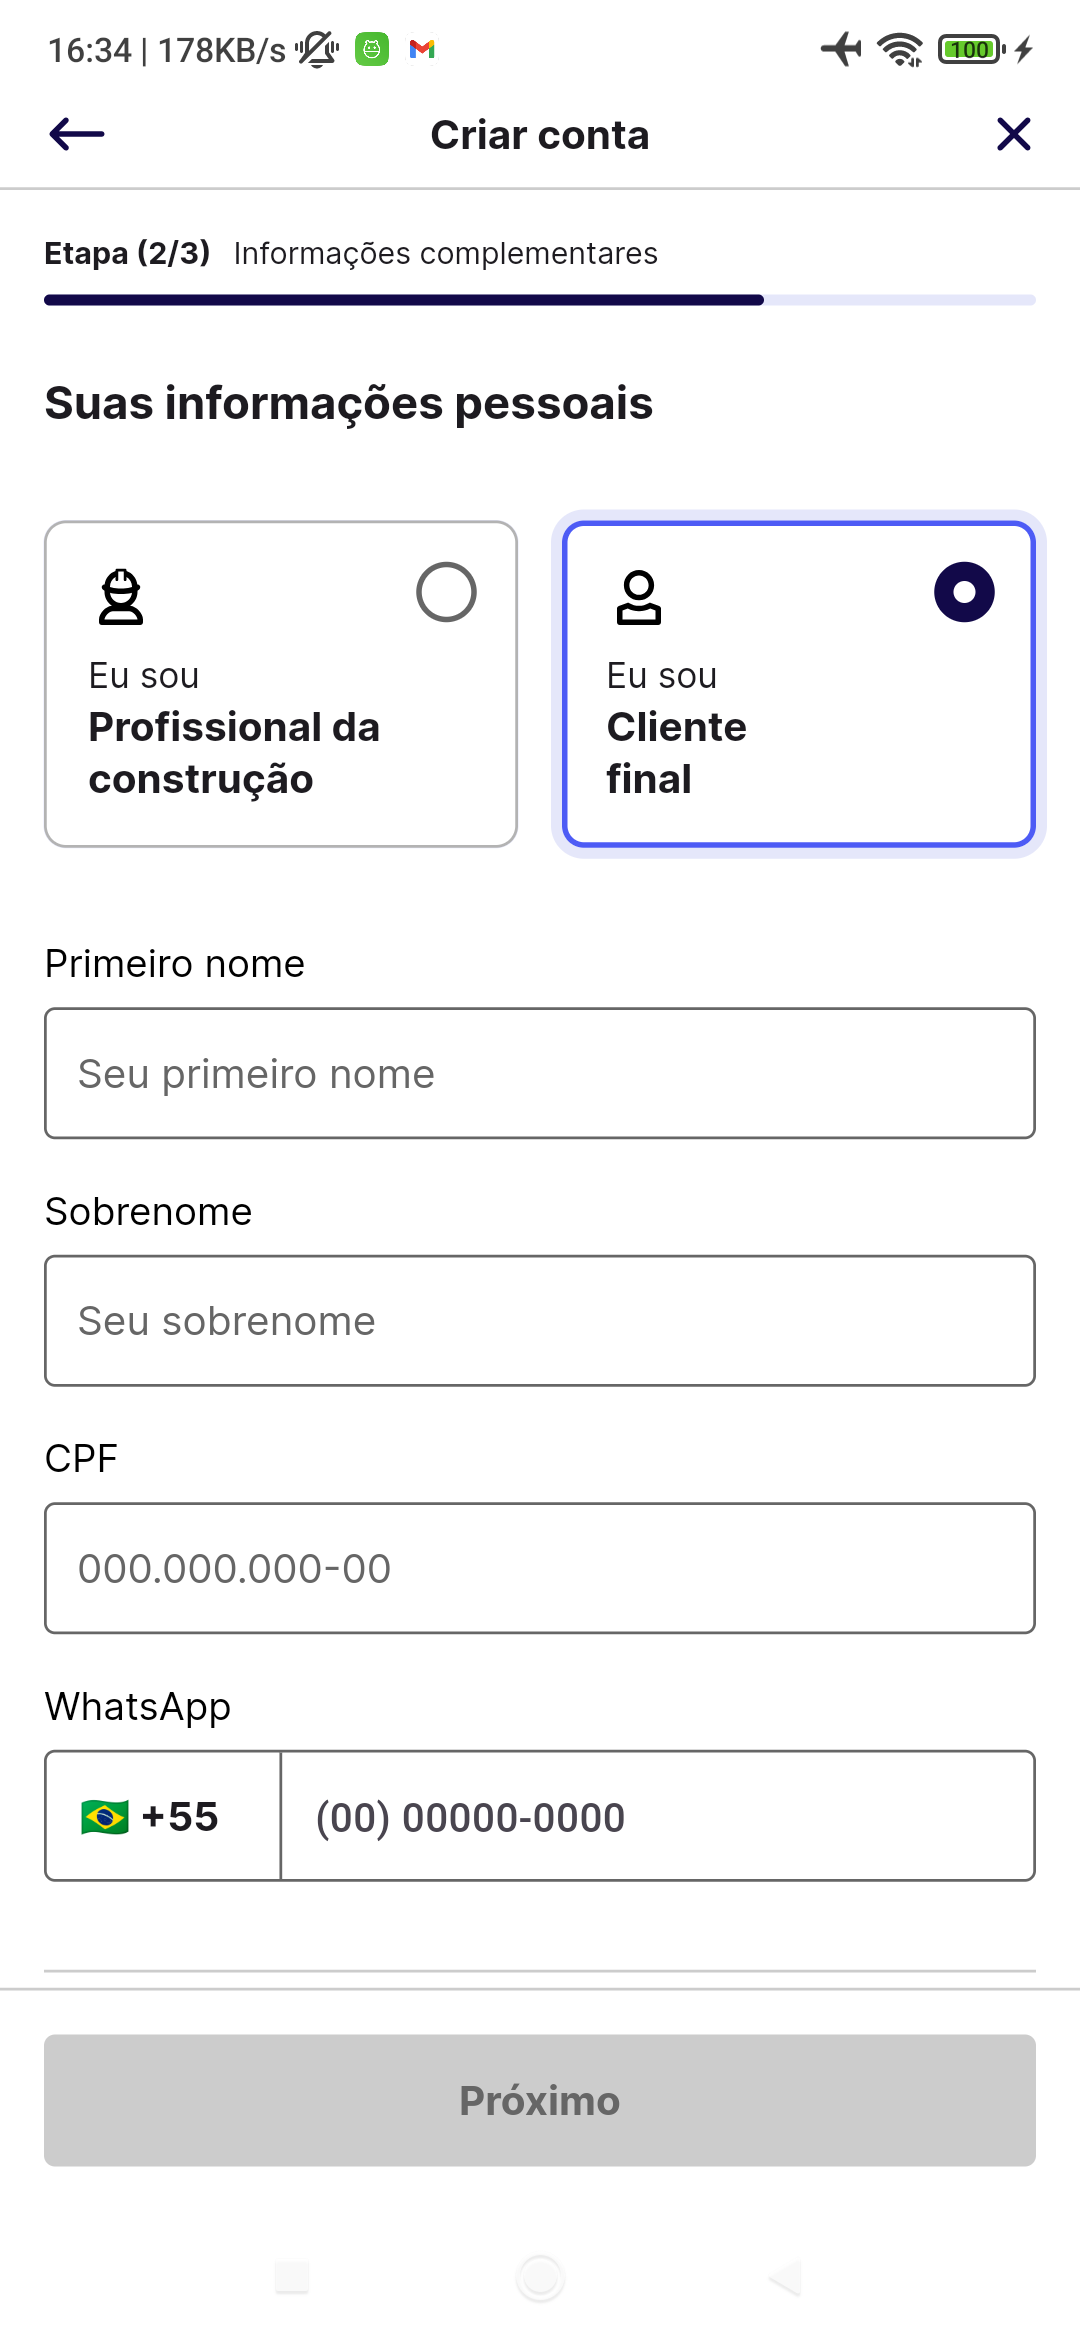 16:34 | 178KB/s
100
Criar conta
Etapa (2/3) Informações complementares
Suas informações pessoais
Eu sou
Profissional da
construção
Eu sou
Cliente
final
Primeiro nome
Seu primeiro nome
Sobrenome
Seu sobrenome
CPF
000.000.000-00
WhatsApp
+55 (00) 00000-0000
Próximo